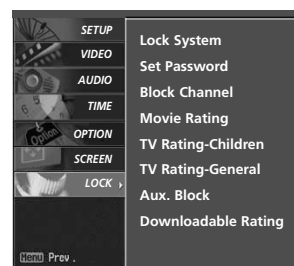 SETUP
VIDEO
AUDIO
TIME
OPTION
SCREEN
LOCK
Menu Prev.
Lock System
Set Password
Block Channel
Movie Rating
TV Rating-Children
TV Rating-General
Aux. Block
Downloadable Rating
Option